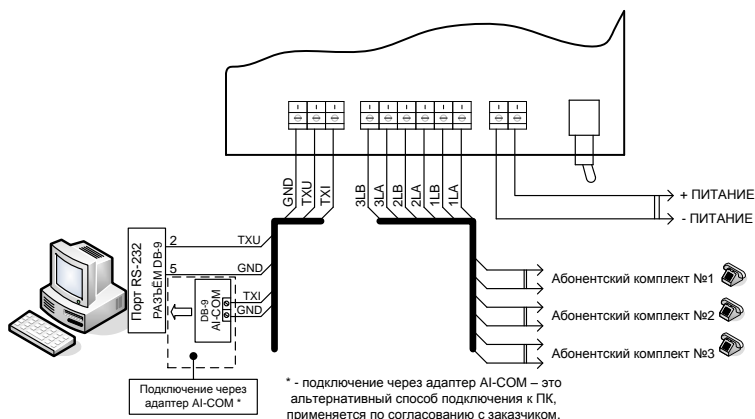 GND
TXU
TXI
3LB
3LA
2LB
2LA
1LB
1LA
+ ПИТАНИЕ
- ПИТАНИЕ
Порт RS-232
РАЗЪЁМ DB-9
2
TXU
5
GND
DB-9
AI-COM
TXI
GND
Абонентский комплект №1
Абонентский комплект №2
Абонентский комплект №3
Подключение через
адаптер AI-COM *
* - подключение через адаптер AI-COM – это
альтернативный способ подключения к ПК,
применяется по согласованию с заказчиком.